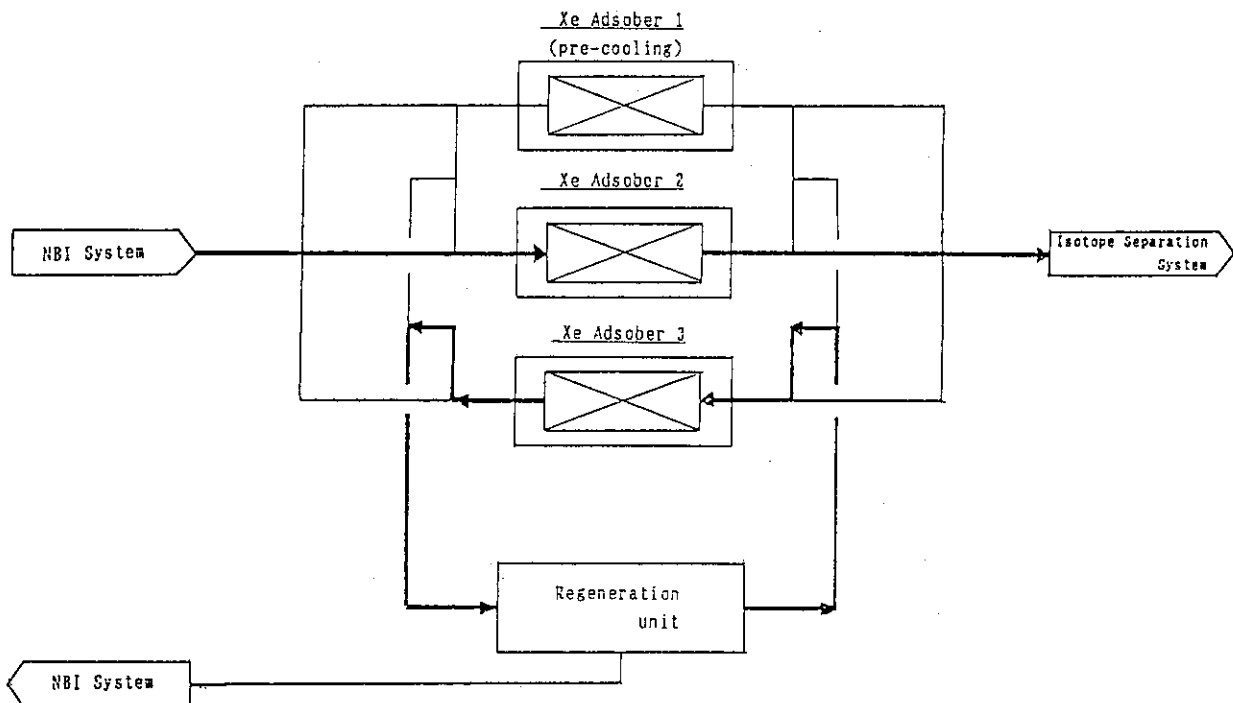 Xe Adsober 1
(pre-cooling)
Xe Adsober 2
NBI System
Isotope Separation
System
Xe Adsober 3
Regeneration
unit
NBI System